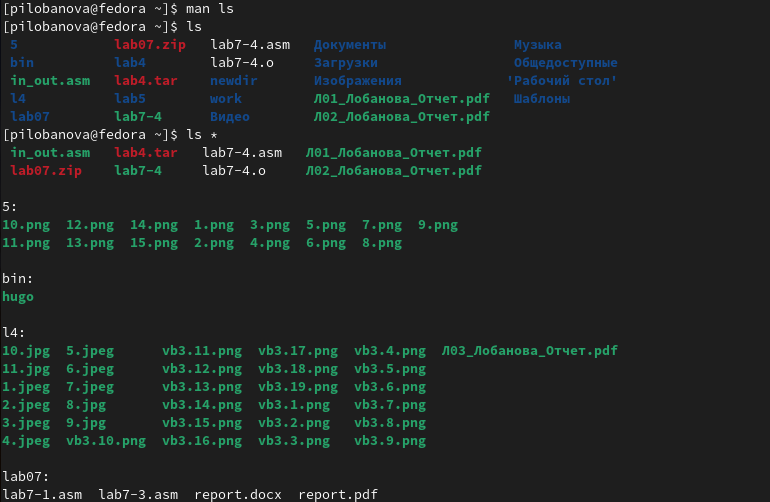 [pilobanova@fedora ~]$ man ls
[pilobanova@fedora ~]$ ls
5 lab07.zip lab7-4.asm Документы Музыка
bin lab4 lab7-4.o Загрузки Общедоступные
in_out.asm lab4.tar newdir Изображения 'Рабочий стол'
l4 lab5 work Л01_Лобанова_Отчет.pdf Шаблоны
lab07 lab7-4 Видео Л02_Лобанова_Отчет.pdf
[pilobanova@fedora ~]$ ls *
in_out.asm lab4.tar lab7-4.asm Л01_Лобанова_Отчет.pdf
lab07.zip lab7-4 lab7-4.o Л02_Лобанова_Отчет.pdf
5:
10.png 12.png 14.png 1.png 3.png 5.png 7.png 9.png
11.png 13.png 15.png 2.png 4.png 6.png 8.png
bin:
hugo
l4:
10.jpg 5.jpeg vb3.11.png vb3.17.png vb3.4.png Л03_Лобанова_Отчет.pdf
11.jpg 6.jpeg vb3.12.png vb3.18.png vb3.5.png
1.jpeg 7.jpeg vb3.13.png vb3.19.png vb3.6.png
2.jpeg 8.jpg vb3.14.png vb3.1.png vb3.7.png
3.jpeg 9.jpg vb3.15.png vb3.2.png vb3.8.png
4.jpeg vb3.10.png vb3.16.png vb3.3.png vb3.9.png
lab07:
lab7-1.asm lab7-3.asm report.docx report.pdf